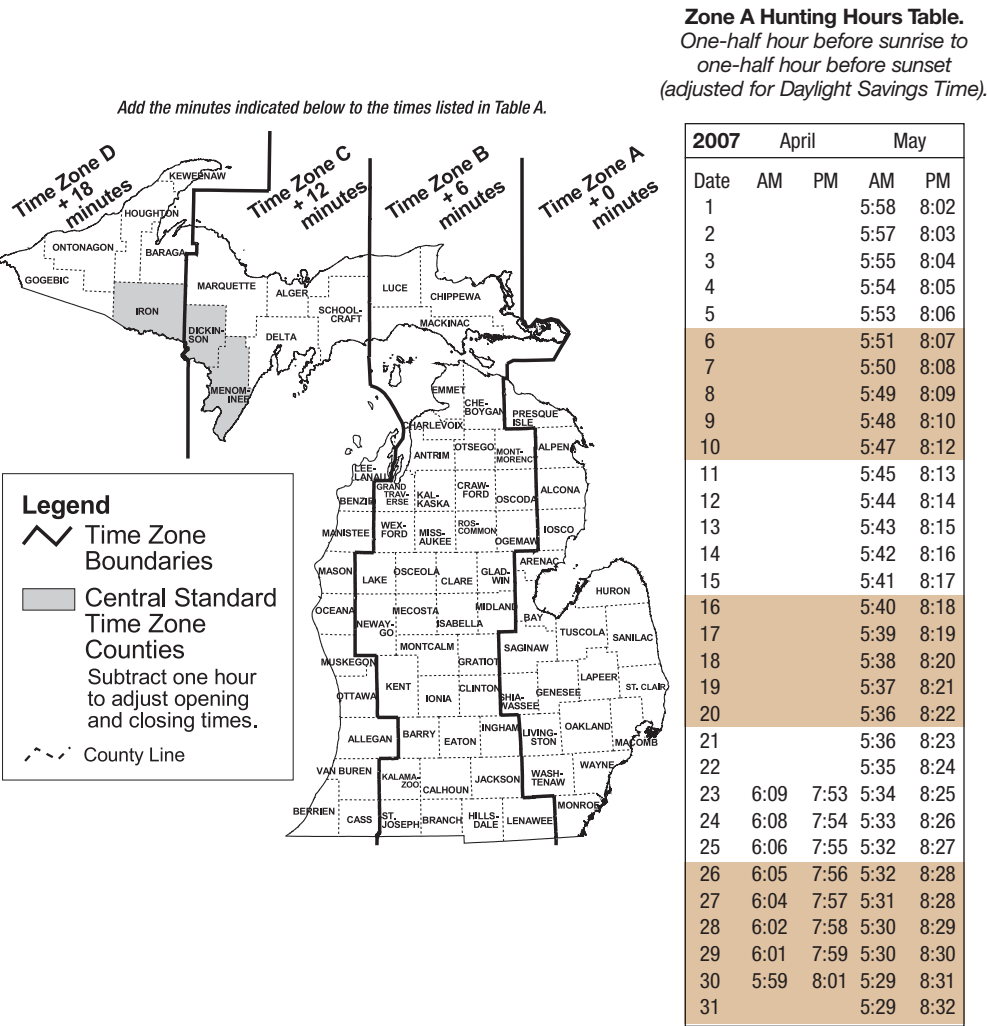 Zone A Hunting Hours Table.
One-half hour before sunrise to
one-half hour before sunset
(adjusted for Daylight Savings Time).
Add the minutes indicated below to the times listed in Table A.
Time Zone D
+ 18
minutes
Time Zone C
+ 12
minutes
Time Zone B
+ 6
minutes
Time Zone A
+ 0
minutes
KEWEENAW
HOUGHTON
ONTONAGON
BARAGA
GOGEBIC
IRON
MARQUETTE
DICKIN-
SON
MENOM-
INEE
ALGER
DELTA
SCHOOL-
CRAFT
LUCE
CHIPPEWA
MACKINAC
EMMET
CHE-
BOYGAN
PRESQUE
ISLE
CHARLEVOIX
ANTRIM
OTSEGO
MONT-
MORENCY
ALPENA
LEE-
LANAU
BENZIE
GRAND
TRAV-
ERSE
KAL-
KASKA
CRAW-
FORD
OSCODA
ALCONA
MANISTEE
WEX-
FORD
MISS-
AUKEE
ROS-
COMMON
OGEMAW
IOSCO
MASON
LAKE
OSCEOLA
CLARE
GLAD-
WIN
ARENAC
HURON
OCEANA
NEWAY-
GO
MECOSTA
ISABELLA
MIDLAND
BAY
TUSCOLA
SANILAC
MUSKEGON
MONTCALM
GRATIOT
SAGINAW
OTTAWA
KENT
IONIA
CLINTON
SHIA-
WASSEE
GENESEE
LAPEER
ST. CLAIR
ALLEGAN
BARRY
EATON
INGHAM
LIVING-
STON
OAKLAND
MACOMB
VAN BUREN
KALAMA-
ZOO
CALHOUN
JACKSON
WASH-
TENAW
WAYNE
BERRIEN
CASS
ST.
JOSEPH
BRANCH
HILLS-
DALE
LENAWEE
MONROE
Legend
Time Zone
Boundaries
Central Standard
Time Zone
Counties
Subtract one hour
to adjust opening
and closing times.
County Line
2007 April May
Date AM PM AM PM
1 5:58 8:02
2 5:57 8:03
3 5:55 8:04
4 5:54 8:05
5 5:53 8:06
6 5:51 8:07
7 5:50 8:08
8 5:49 8:09
9 5:48 8:10
10 5:47 8:12
11 5:45 8:13
12 5:44 8:14
13 5:43 8:15
14 5:42 8:16
15 5:41 8:17
16 5:40 8:18
17 5:39 8:19
18 5:38 8:20
19 5:37 8:21
20 5:36 8:22
21 5:36 8:23
22 5:35 8:24
23 6:09 7:53 5:34 8:25
24 6:08 7:54 5:33 8:26
25 6:06 7:55 5:32 8:27
26 6:05 7:56 5:32 8:28
27 6:04 7:57 5:31 8:28
28 6:02 7:58 5:30 8:29
29 6:01 7:59 5:30 8:30
30 5:59 8:01 5:29 8:31
31 5:29 8:32